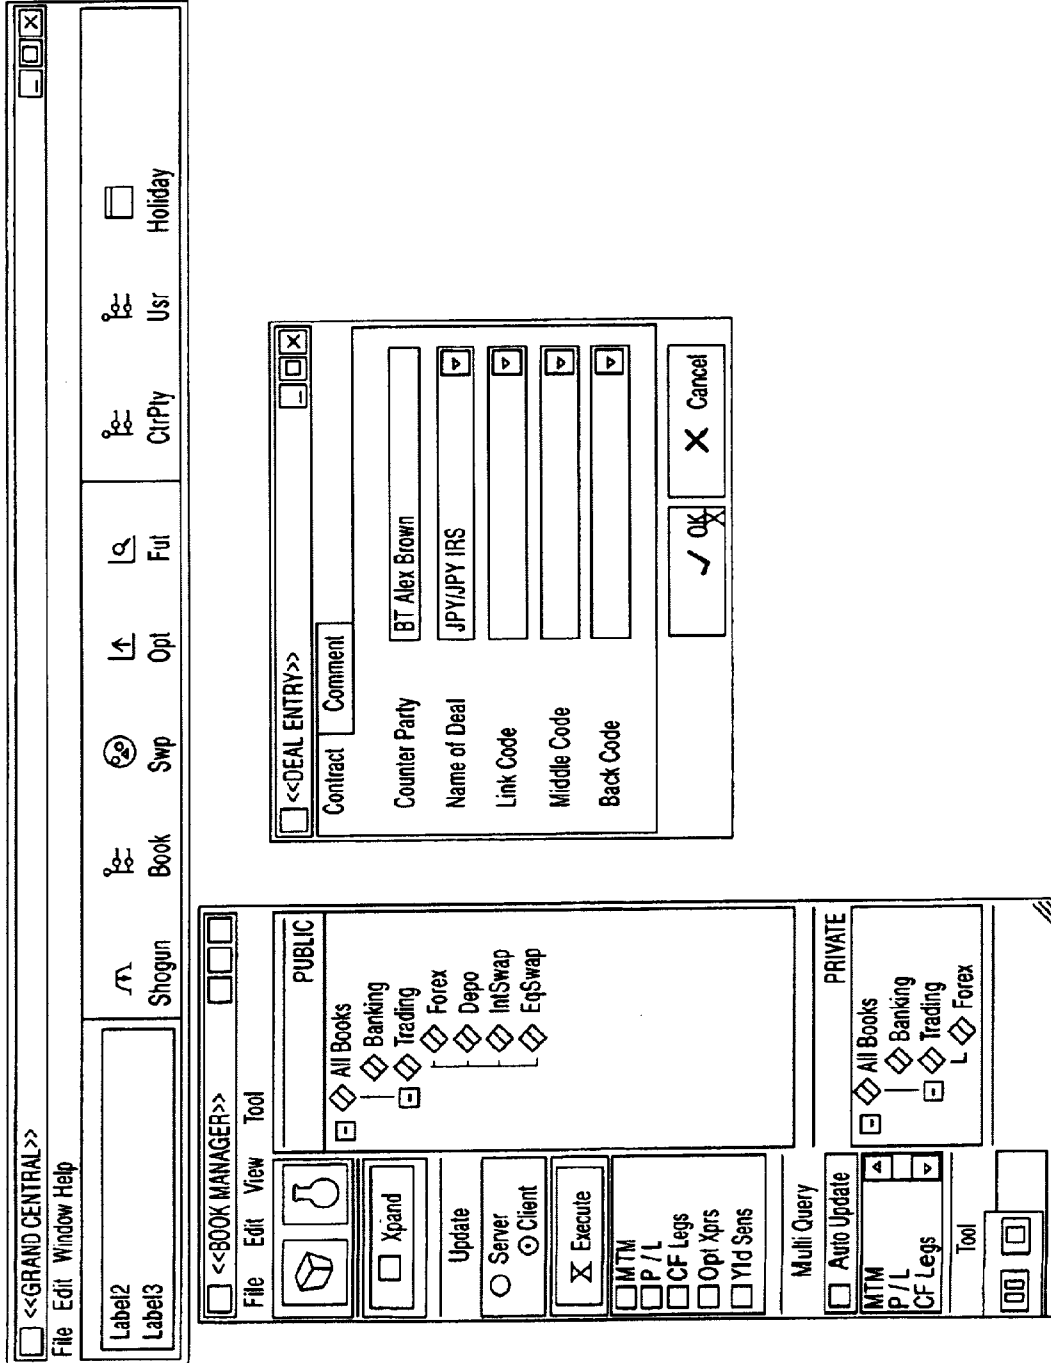 <<GRAND CENTRAL>>
File Edit Window Help
Label2
Label3
Shogun Book Swp Opt Fut CtrPty Usr Holiday
<<BOOK MANAGER>>
File Edit View Tool
Xpand
Update
Server
Client
X Execute
MTM
P / L
CF Legs
Opt Xprs
Yld Sens
Multi Query
Auto Update
MTM
P / L
CF Legs
Tool
PUBLIC
All Books
Banking
Trading
Forex
Depo
IntSwap
EqSwap
PRIVATE
All Books
Banking
Trading
Forex
<<DEAL ENTRY>>
Contract Comment
Counter Party BT Alex Brown
Name of Deal JPY/JPY IRS
Link Code
Middle Code
Back Code
OK X Cancel